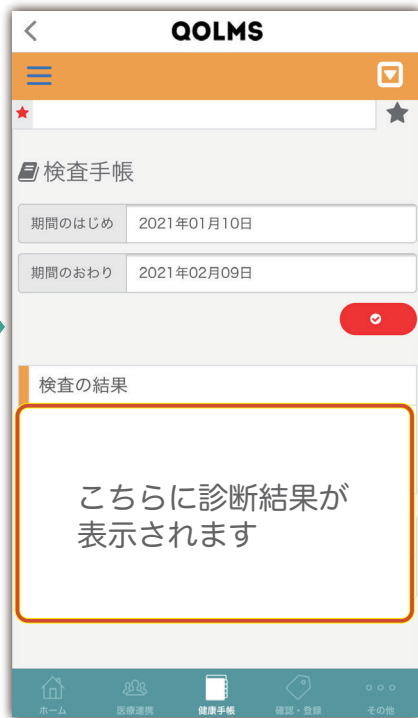 QOLMS
検査手帳
期間のはじめ 2021年01月10日
期間のおわり 2021年02月09日
検査の結果
こちらに診断結果が
表示されます
ホーム 医療連携 健康手帳 確認・登録 その他